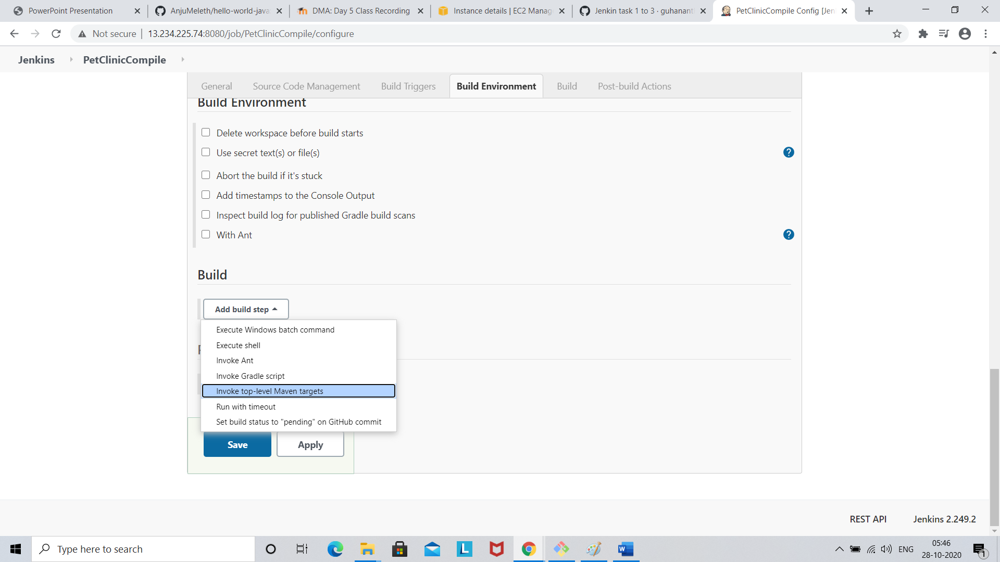 PowerPoint Presentation
AnjuMeleth/hello-world-java
DMA: Day 5 Class Recording
Instance details | EC2 Manag
Jenkin task 1 to 3 · guhanant
PetClinicCompile Config [Jen
Not secure
13.234.225.74:8080/job/PetClinicCompile/configure
Jenkins
PetClinicCompile
General
Source Code Management
Build Triggers
Build Environment
Build
Post-build Actions
Build Environment
Delete workspace before build starts
Use secret text(s) or file(s)
?
Abort the build if it's stuck
Add timestamps to the Console Output
Inspect build log for published Gradle build scans
With Ant
?
Build
Add build step
Execute Windows batch command
Execute shell
Invoke Ant
Invoke Gradle script
Invoke top-level Maven targets
Run with timeout
Set build status to "pending" on GitHub commit
Save
Apply
REST API
Jenkins 2.249.2
Type here to search
L
W
ENG
05:46
28-10-2020
1